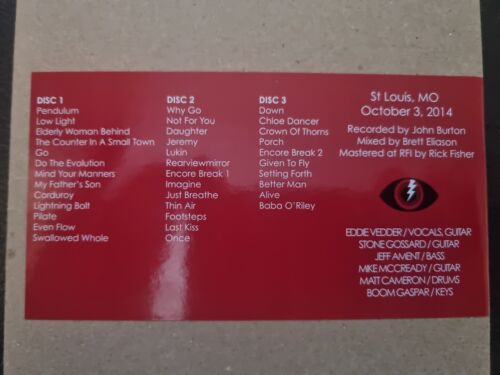 DISC 1
Pendulum
Low Light
Elderly Woman Behind
The Counter In A Small Town
Go
Do The Evolution
Mind Your Manners
My Father's Son
Corduroy
Lightning Bolt
Pilate
Even Flow
Swallowed Whole
DISC 2
Why Go
Not For You
Daughter
Jeremy
Lukin
Rearviewmirror
Encore Break 1
Imagine
Just Breathe
Thin Air
Footsteps
Last Kiss
Once
DISC 3
Down
Chloe Dancer
Crown Of Thorns
Porch
Encore Break 2
Given To Fly
Setting Forth
Better Man
Alive
Baba O'Riley
St Louis, MO
October 3, 2014
Recorded by John Burton
Mixed by Brett Eliason
Mastered at RFI by Rick Fisher
EDDIE VEDDER / VOCALS, GUITAR
STONE GOSSARD / GUITAR
JEFF AMENT / BASS
MIKE MCCREADY / GUITAR
MATT CAMERON / DRUMS
BOOM GASPAR / KEYS